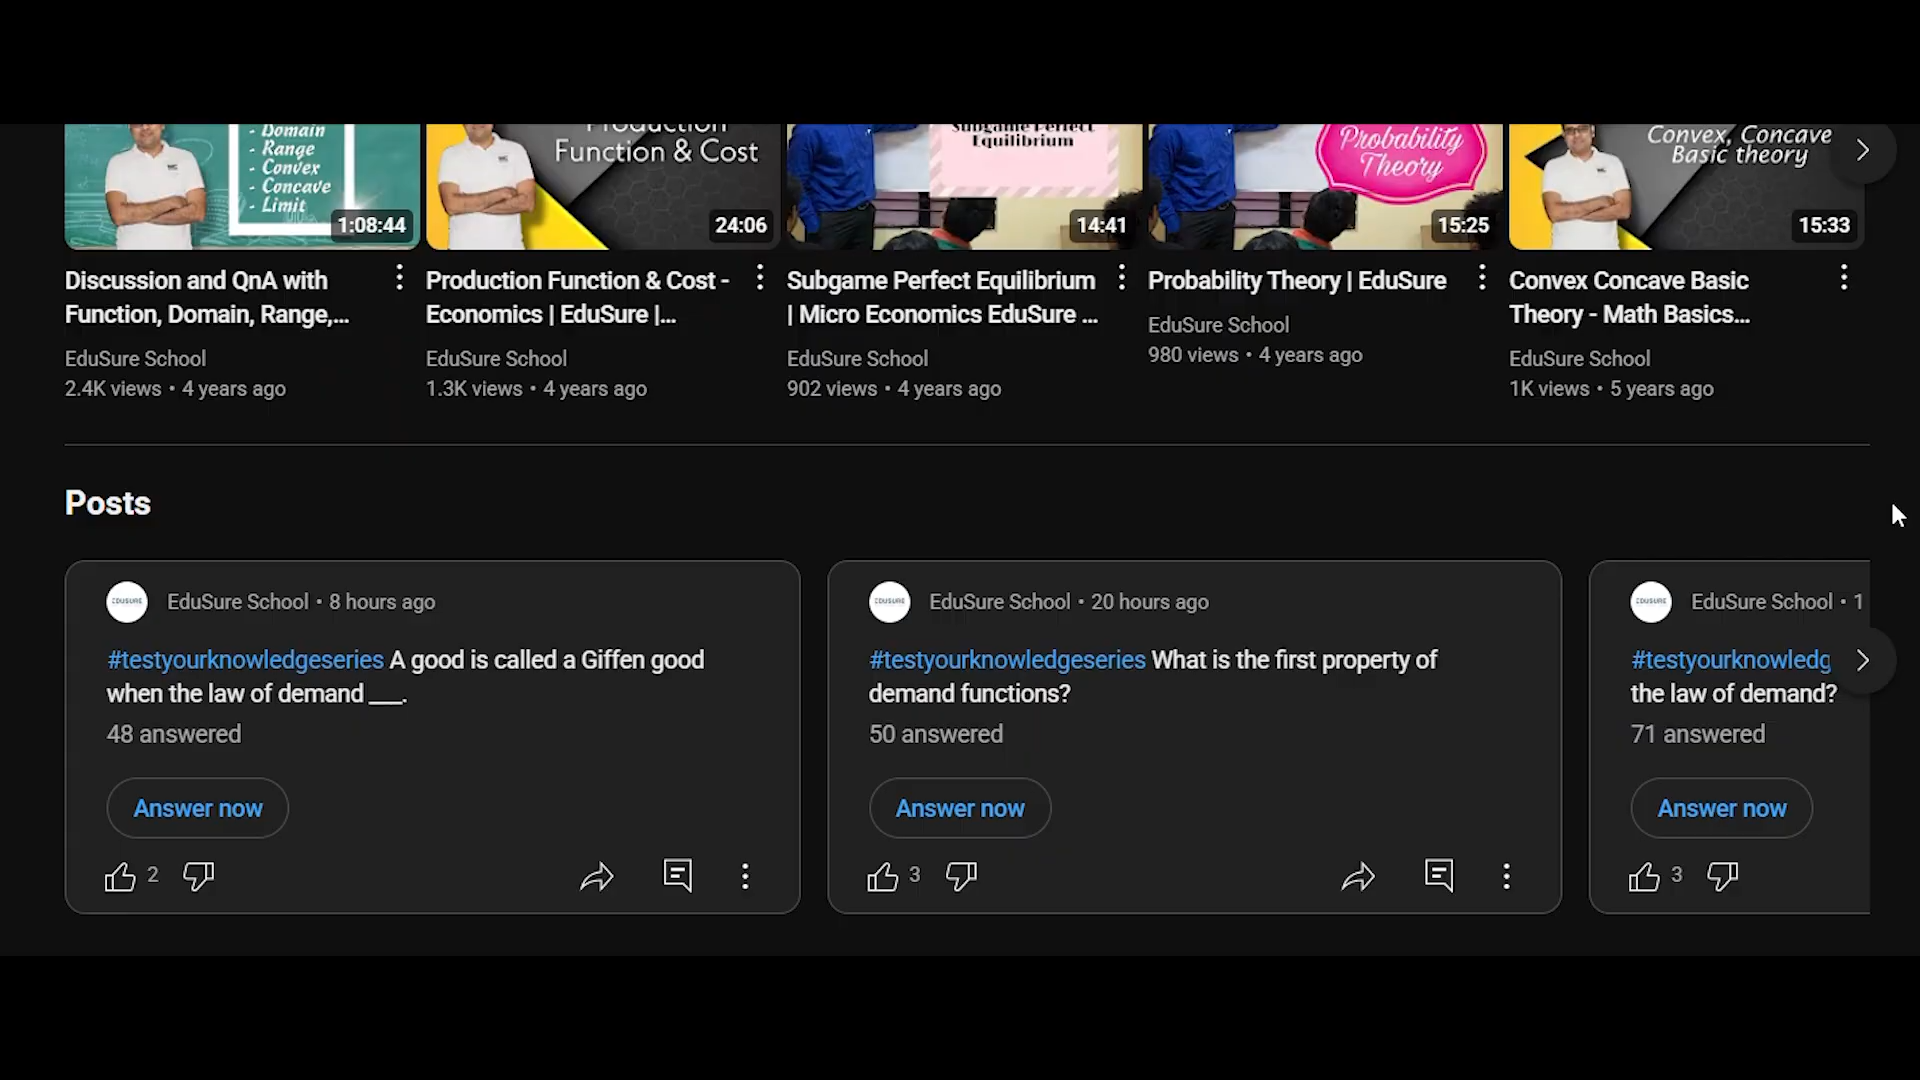 - Domain
- Range
- Convex
- Concave
- Limit
1:08:44
Production
Function & Cost
24:06
Subgame Perfect
Equilibrium
14:41
Probability
Theory
15:25
Convex, Concave
Basic theory
15:33
Discussion and QnA with
Function, Domain, Range,...
EduSure School
2.4K views • 4 years ago
Production Function & Cost -
Economics | EduSure |...
EduSure School
1.3K views • 4 years ago
Subgame Perfect Equilibrium
| Micro Economics EduSure ...
EduSure School
902 views • 4 years ago
Probability Theory | EduSure
EduSure School
980 views • 4 years ago
Convex Concave Basic
Theory - Math Basics...
EduSure School
1K views • 5 years ago
Posts
EDUSURE
EduSure School • 8 hours ago
#testyourknowledgeseries A good is called a Giffen good
when the law of demand ___.
48 answered
Answer now
2
EDUSURE
EduSure School • 20 hours ago
#testyourknowledgeseries What is the first property of
demand functions?
50 answered
Answer now
3
EDUSURE
EduSure School • 1
#testyourknowledg
the law of demand?
71 answered
Answer now
3